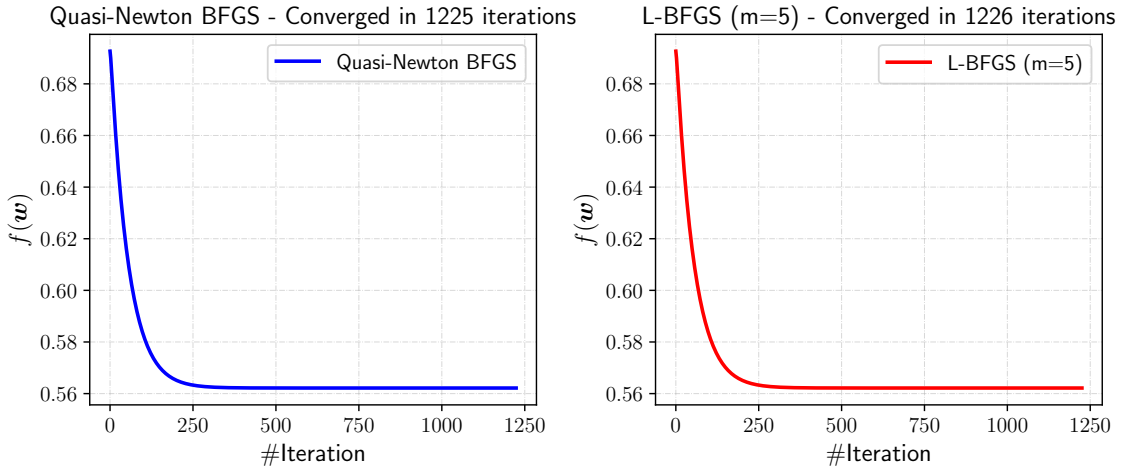 Quasi-Newton BFGS - Converged in 1225 iterations
Quasi-Newton BFGS
0.68
0.66
0.64
0.62
0.60
0.58
0.56
f(w)
0 250 500 750 1000 1250
#Iteration
L-BFGS (m=5) - Converged in 1226 iterations
L-BFGS (m=5)
0.68
0.66
0.64
0.62
0.60
0.58
0.56
f(w)
0 250 500 750 1000 1250
#Iteration